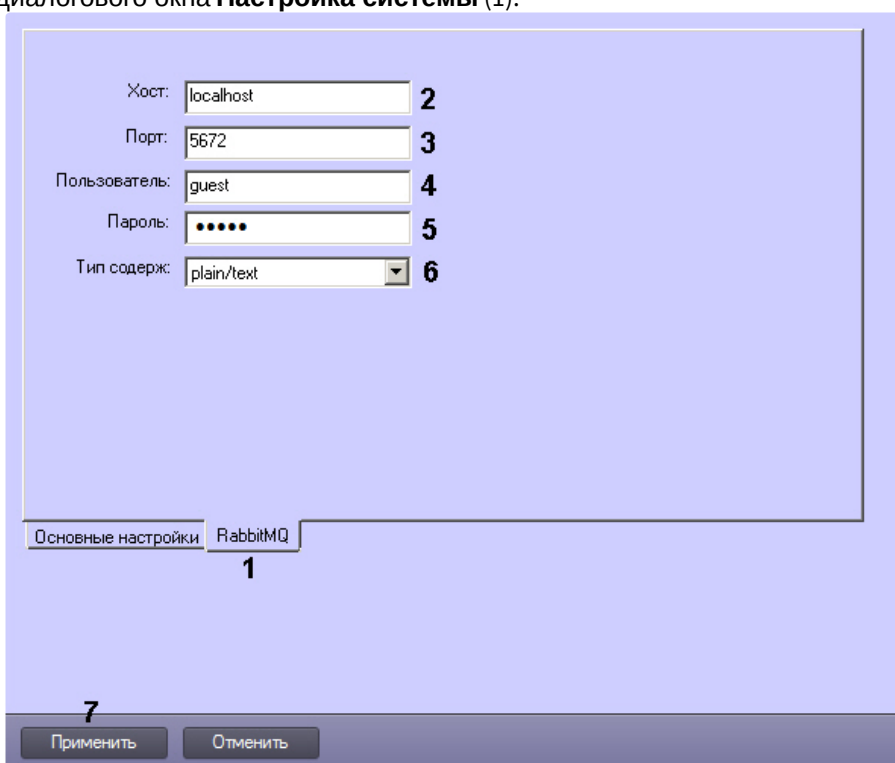 диалогового окна Настройка системы (1).
Хост: localhost 2
Порт: 5672 3
Пользователь: guest 4
Пароль: ••••• 5
Тип содерж: plain/text 6
Основные настройки RabbitMQ
1
7
Применить Отменить